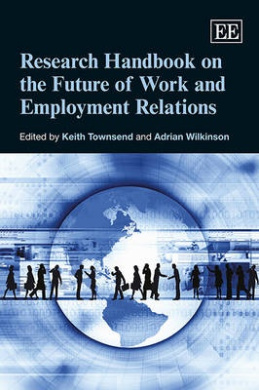 EE
Research Handbook on
the Future of Work and
Employment Relations
Edited by Keith Townsend and Adrian Wilkinson